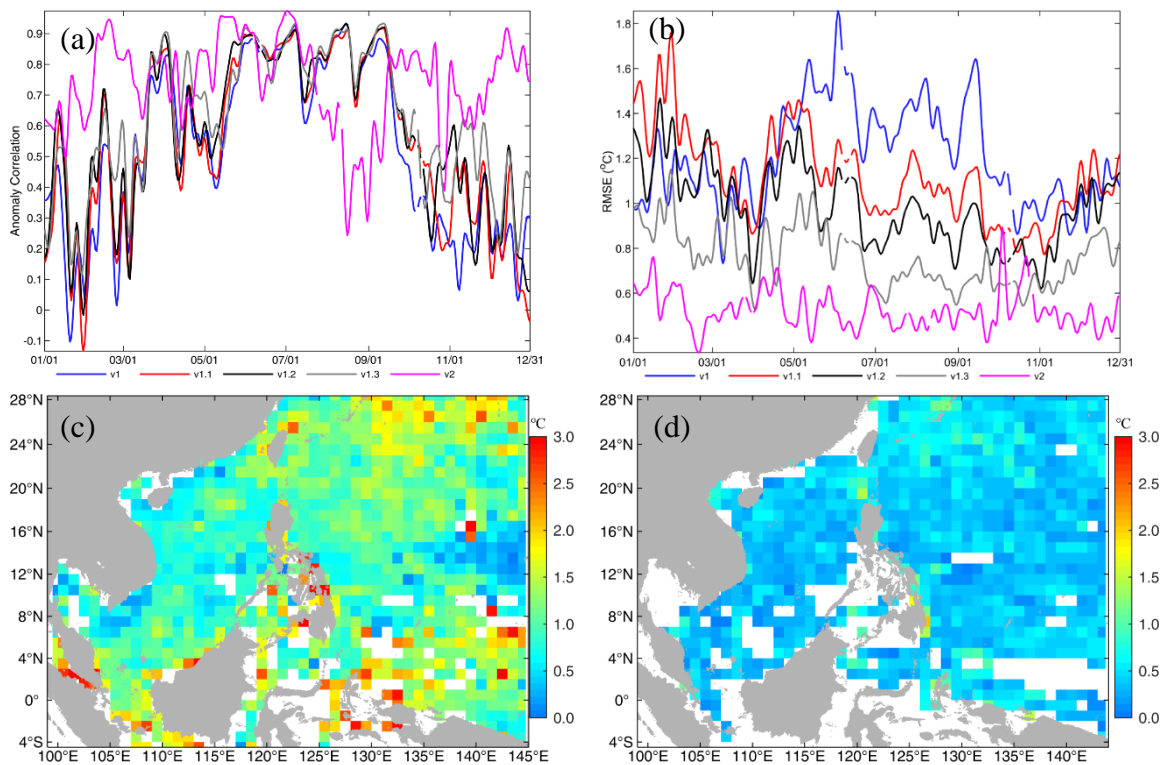 (a)
Anomaly Correlation
0.9
0.8
0.7
0.6
0.5
0.4
0.3
0.2
0.1
0
-0.1
01/01 03/01 05/01 07/01 09/01 11/01 12/31
v1 v1.1 v1.2 v1.3 v2
(b)
RMSE (°C)
1.8
1.6
1.4
1.2
1
0.8
0.6
0.4
01/01 03/01 05/01 07/01 09/01 11/01 12/31
v1 v1.1 v1.2 v1.3 v2
(c)
24°N
20°N
16°N
12°N
8°N
4°N
0°
4°S
100°E 105°E 110°E 115°E 120°E 125°E 130°E 135°E 140°E 145°E
°C
3.0
2.5
2.0
1.5
1.0
0.5
0.0
(d)
28°N
24°N
20°N
16°N
12°N
8°N
4°N
0°
4°S
100°E 105°E 110°E 115°E 120°E 125°E 130°E 135°E 140°E
°C
3.0
2.5
2.0
1.5
1.0
0.5
0.0